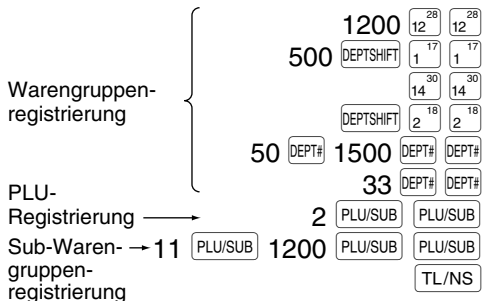 1200 12 28 12 28
500 DEPTSHIFT 1 17 1 17
14 30 14 30
Warengruppen-
registrierung
DEPTSHIFT 2 18 2 18
50 DEPT# 1500 DEPT# DEPT#
33 DEPT# DEPT#
PLU-
Registrierung → 2 PLU/SUB PLU/SUB
Sub-Waren- → 11 PLU/SUB 1200 PLU/SUB PLU/SUB
gruppen-
registrierung
TL/NS